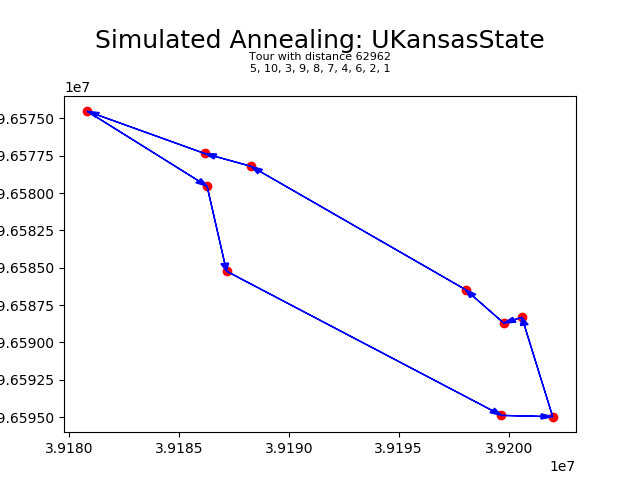 Simulated Annealing: UKansasState
Tour with distance 62962
5, 10, 3, 9, 8, 7, 4, 6, 2, 1
1e7
9.65750
9.65775
9.65800
9.65825
9.65850
9.65875
9.65900
9.65925
9.65950
3.9180 3.9185 3.9190 3.9195 3.9200
1e7